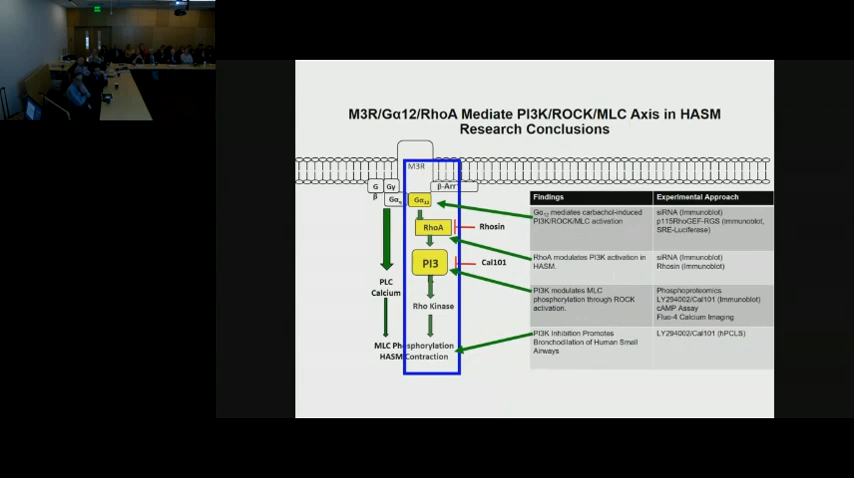 M3R/Gα12/RhoA Mediate PI3K/ROCK/MLC Axis in HASM
Research Conclusions
M3R
G
β
Gγ
Gαq
Gα12
β-Arr
RhoA
Rhosin
PI3
Cal101
PLC
Calcium
Rho Kinase
MLC Phosphorylation
HASM Contraction
Findings
Experimental Approach
Gα12 mediates carbachol-induced
PI3K/ROCK/MLC activation
siRNA (Immunoblot)
p115RhoGEF-RGS (Immunoblot,
SRE-Luciferase)
RhoA modulates PI3K activation in
HASM.
siRNA (Immunoblot)
Rhosin (Immunoblot)
PI3K modulates MLC
phosphorylation through ROCK
activation.
Phosphoproteomics
LY294002/Cal101 (Immunoblot)
cAMP Assay
Fluo-4 Calcium Imaging
PI3K Inhibition Promotes
Bronchodilation of Human Small
Airways
LY294002/Cal101 (hPCLS)